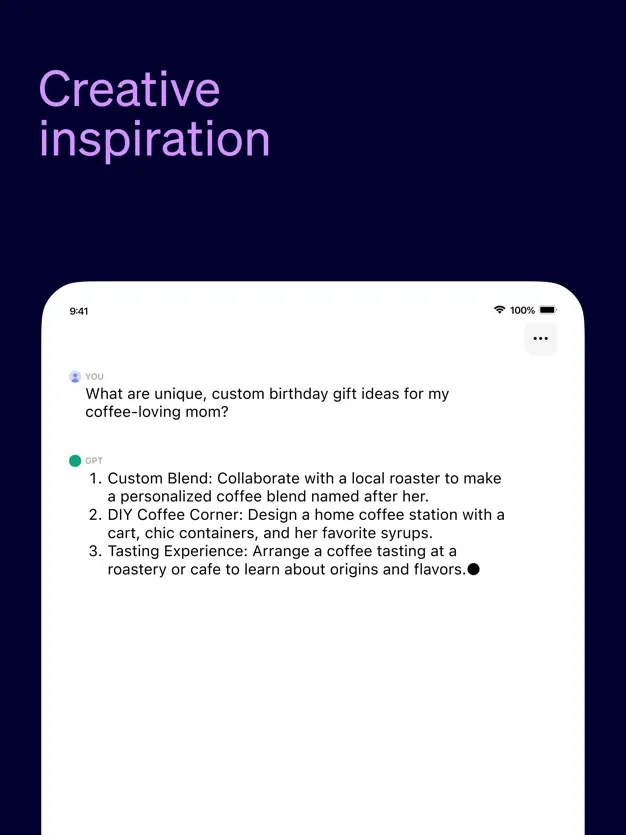 Creative
inspiration
9:41
100%
YOU
What are unique, custom birthday gift ideas for my
coffee-loving mom?
GPT
1. Custom Blend: Collaborate with a local roaster to make
a personalized coffee blend named after her.
2. DIY Coffee Corner: Design a home coffee station with a
cart, chic containers, and her favorite syrups.
3. Tasting Experience: Arrange a coffee tasting at a
roastery or cafe to learn about origins and flavors.